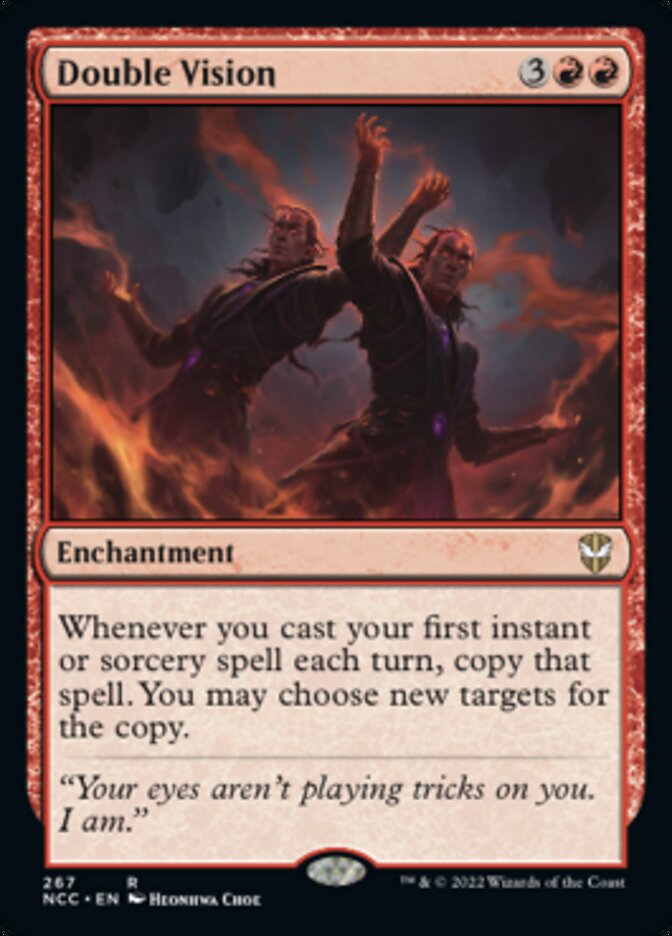 Double Vision 3
Enchantment
Whenever you cast your first instant
or sorcery spell each turn, copy that
spell. You may choose new targets for
the copy.
“Your eyes aren’t playing tricks on you.
I am.”
267 R
NCC • EN Heonhwa Choe
™ & © 2022 Wizards of the Coast